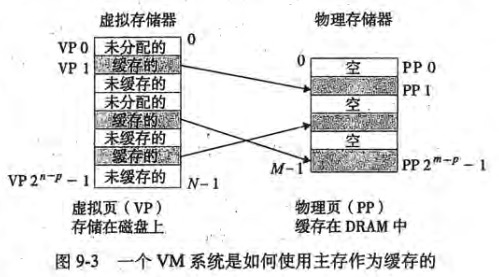 虚拟存储器
物理存储器
0
VP 0 未分配的
VP 1 缓存的
未缓存的
未分配的
缓存的
未缓存的
缓存的
VP 2ⁿ⁻ᵖ - 1 未缓存的
N-1
0
空 PP 0
PP 1
空
空
M-1
PP 2ᵐ⁻ᵖ - 1
虚拟页（VP）
存储在磁盘上
物理页（PP）
缓存在 DRAM 中
图 9-3 一个 VM 系统是如何使用主存作为缓存的